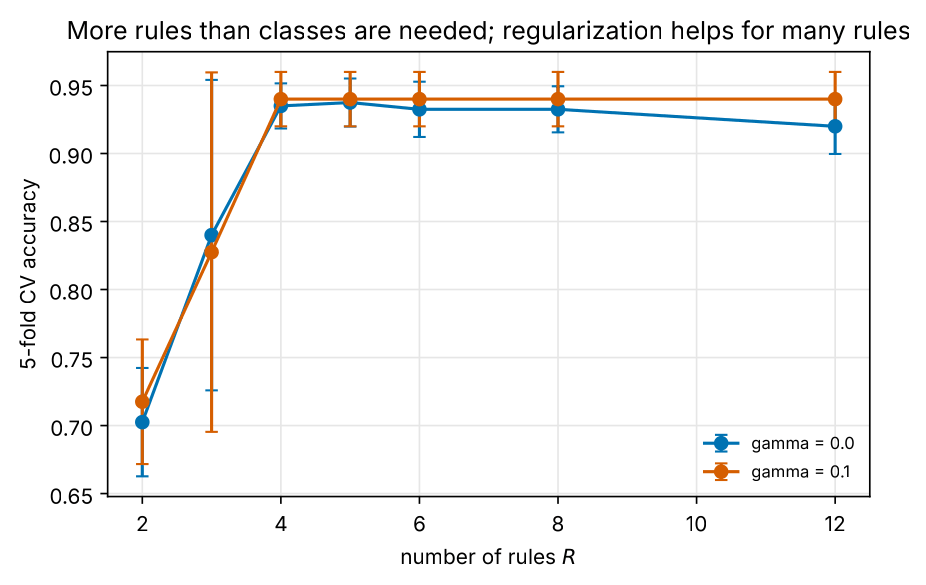 More rules than classes are needed; regularization helps for many rules
0.95
0.90
0.85
0.80
0.75
0.70
0.65
5-fold CV accuracy
gamma = 0.0
gamma = 0.1
2 4 6 8 10 12
number of rules R